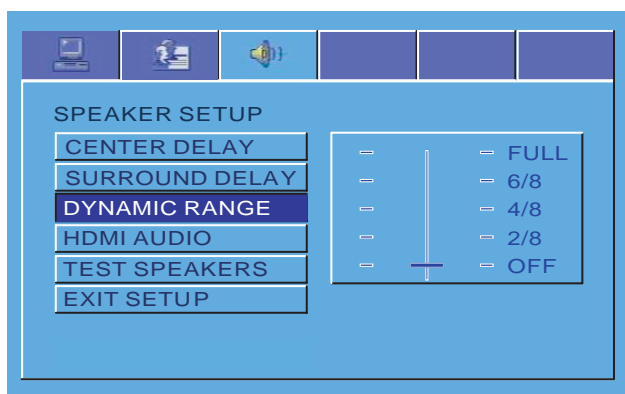 SPEAKER SETUP
CENTER DELAY
SURROUND DELAY
DYNAMIC RANGE
HDMI AUDIO
TEST SPEAKERS
EXIT SETUP
FULL
6/8
4/8
2/8
OFF